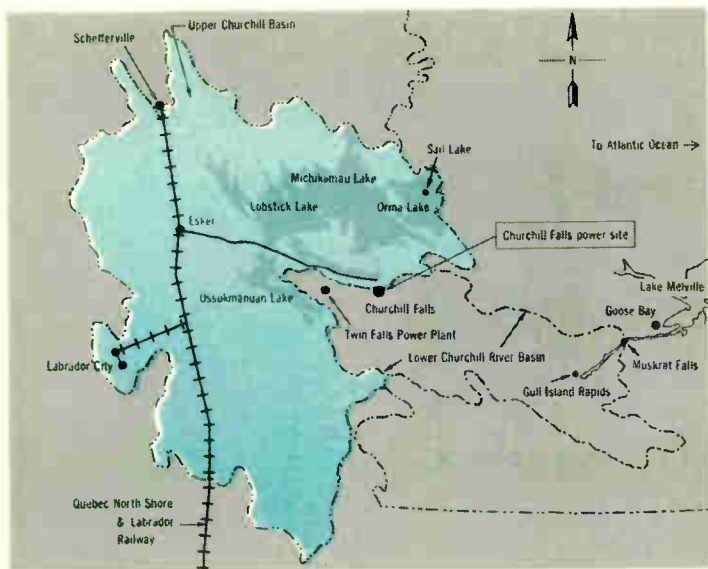 Schefferville
Upper Churchill Basin
N
To Atlantic Ocean
Sail Lake
Michikamau Lake
Lobstick Lake
Orma Lake
Esker
Churchill Falls power site
Ossokmanuan Lake
Lake Melville
Goose Bay
Churchill Falls
Twin Falls Power Plant
Lower Churchill River Basin
Muskrat Falls
Labrador City
Gull Island Rapids
Quebec North Shore
& Labrador
Railway